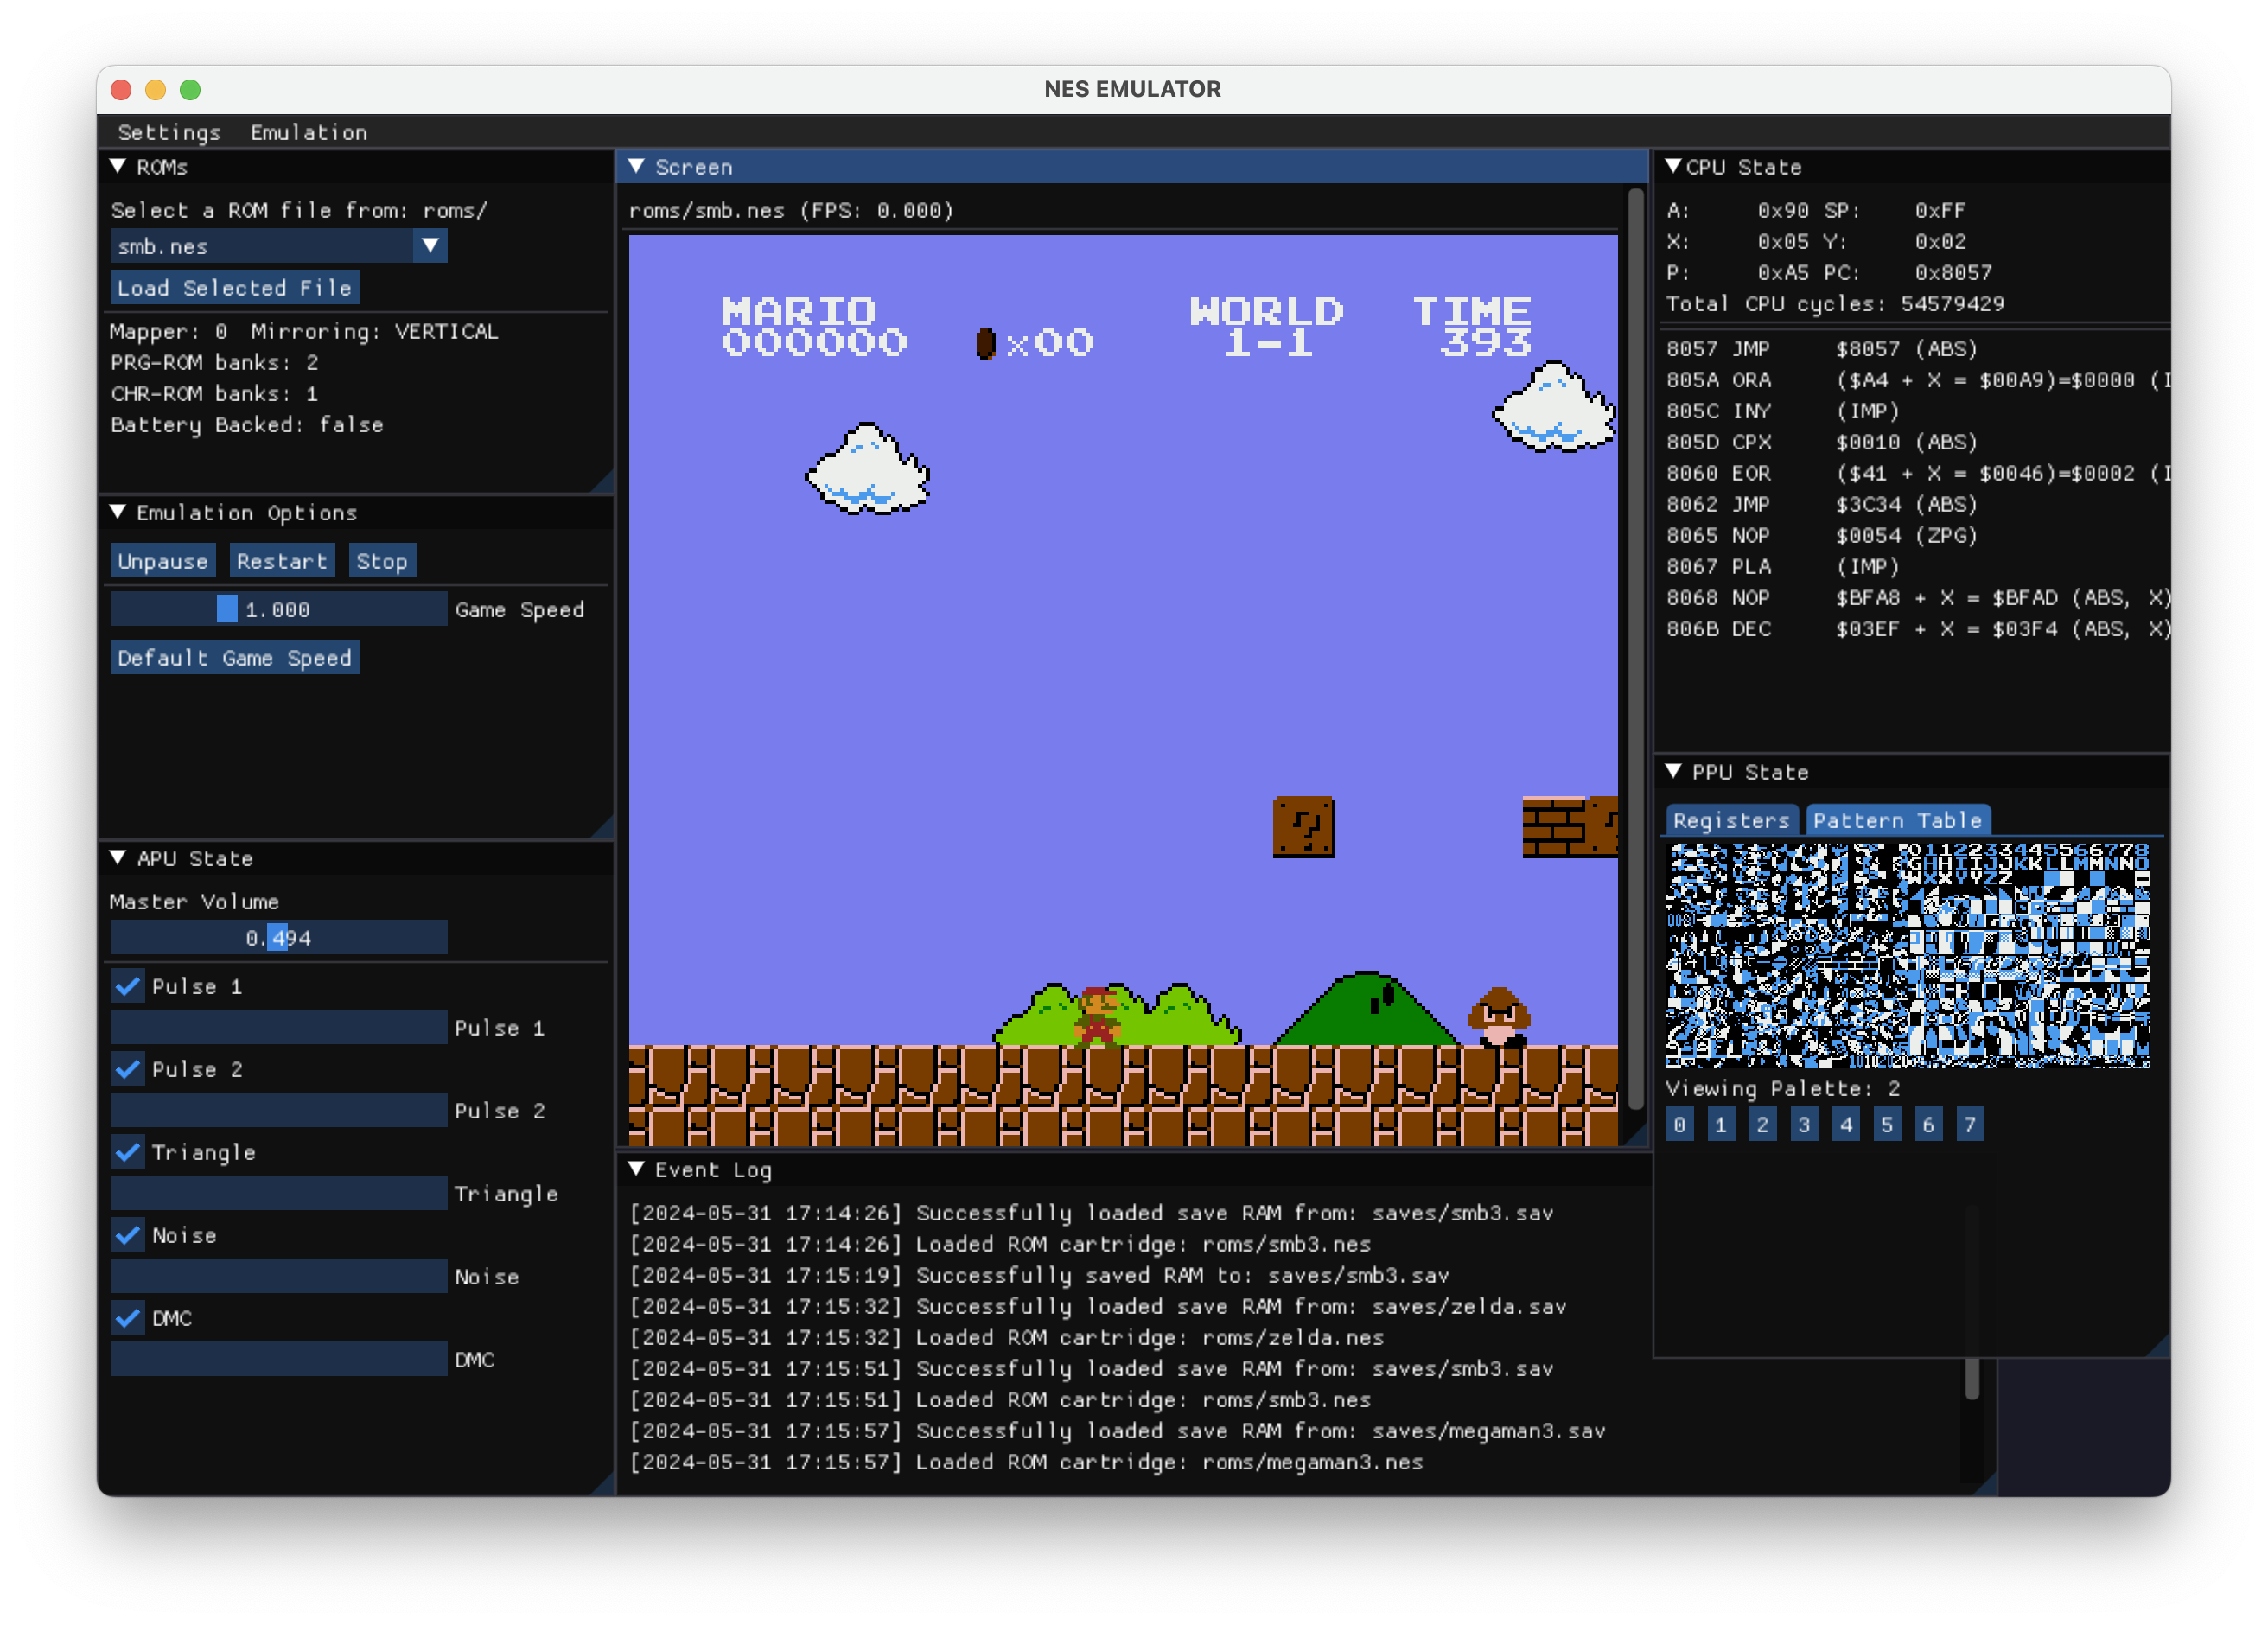 NES EMULATOR
Settings Emulation
ROMs
Select a ROM file from: roms/
smb.nes
Load Selected File
Mapper: 0 Mirroring: VERTICAL
PRG-ROM banks: 2
CHR-ROM banks: 1
Battery Backed: false
Emulation Options
Unpause Restart Stop
1.000 Game Speed
Default Game Speed
APU State
Master Volume
0.494
Pulse 1
Pulse 1
Pulse 2
Pulse 2
Triangle
Triangle
Noise
Noise
DMC
DMC
Screen
roms/smb.nes (FPS: 0.000)
MARIO WORLD TIME
000000 x00 1-1 393
Event Log
[2024-05-31 17:14:26] Successfully loaded save RAM from: saves/smb3.sav
[2024-05-31 17:14:26] Loaded ROM cartridge: roms/smb3.nes
[2024-05-31 17:15:19] Successfully saved RAM to: saves/smb3.sav
[2024-05-31 17:15:32] Successfully loaded save RAM from: saves/zelda.sav
[2024-05-31 17:15:32] Loaded ROM cartridge: roms/zelda.nes
[2024-05-31 17:15:51] Successfully loaded save RAM from: saves/smb3.sav
[2024-05-31 17:15:51] Loaded ROM cartridge: roms/smb3.nes
[2024-05-31 17:15:57] Successfully loaded save RAM from: saves/megaman3.sav
[2024-05-31 17:15:57] Loaded ROM cartridge: roms/megaman3.nes
CPU State
A: 0x90 SP: 0xFF
X: 0x05 Y: 0x02
P: 0xA5 PC: 0x8057
Total CPU cycles: 54579429
8057 JMP $8057 (ABS)
805A ORA ($A4 + X = $00A9)=$0000 (I
805C INY (IMP)
805D CPX $0010 (ABS)
8060 EOR ($41 + X = $0046)=$0002 (I
8062 JMP $3C34 (ABS)
8065 NOP $0054 (ZPG)
8067 PLA (IMP)
8068 NOP $BFA8 + X = $BFAD (ABS, X)
806B DEC $03EF + X = $03F4 (ABS, X)
PPU State
Registers Pattern Table
Viewing Palette: 2
0 1 2 3 4 5 6 7